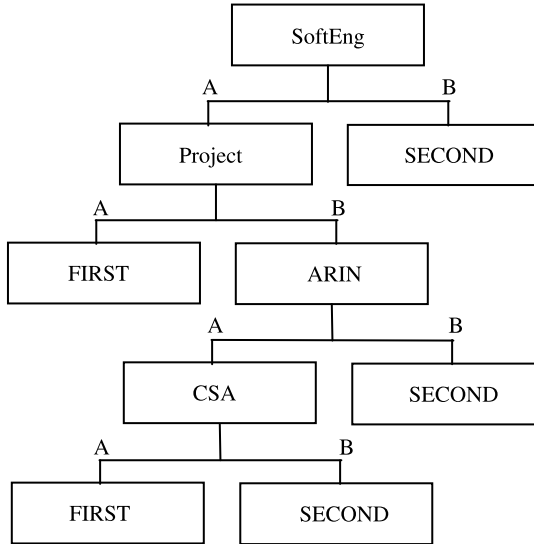 SoftEng
A B
Project SECOND
A B
FIRST ARIN
A B
CSA SECOND
A B
FIRST SECOND